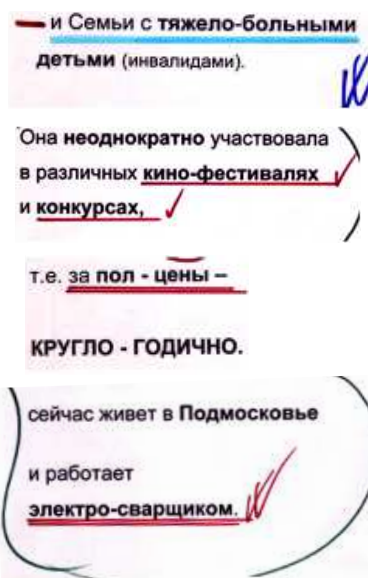 и Семьи с тяжело-больными
детьми (инвалидами).
Она неоднократно участвовала
в различных кино-фестивалях
и конкурсах,
т.е. за пол - цены –
КРУГЛО - ГОДИЧНО.
сейчас живет в Подмосковье
и работает
электро-сварщиком.